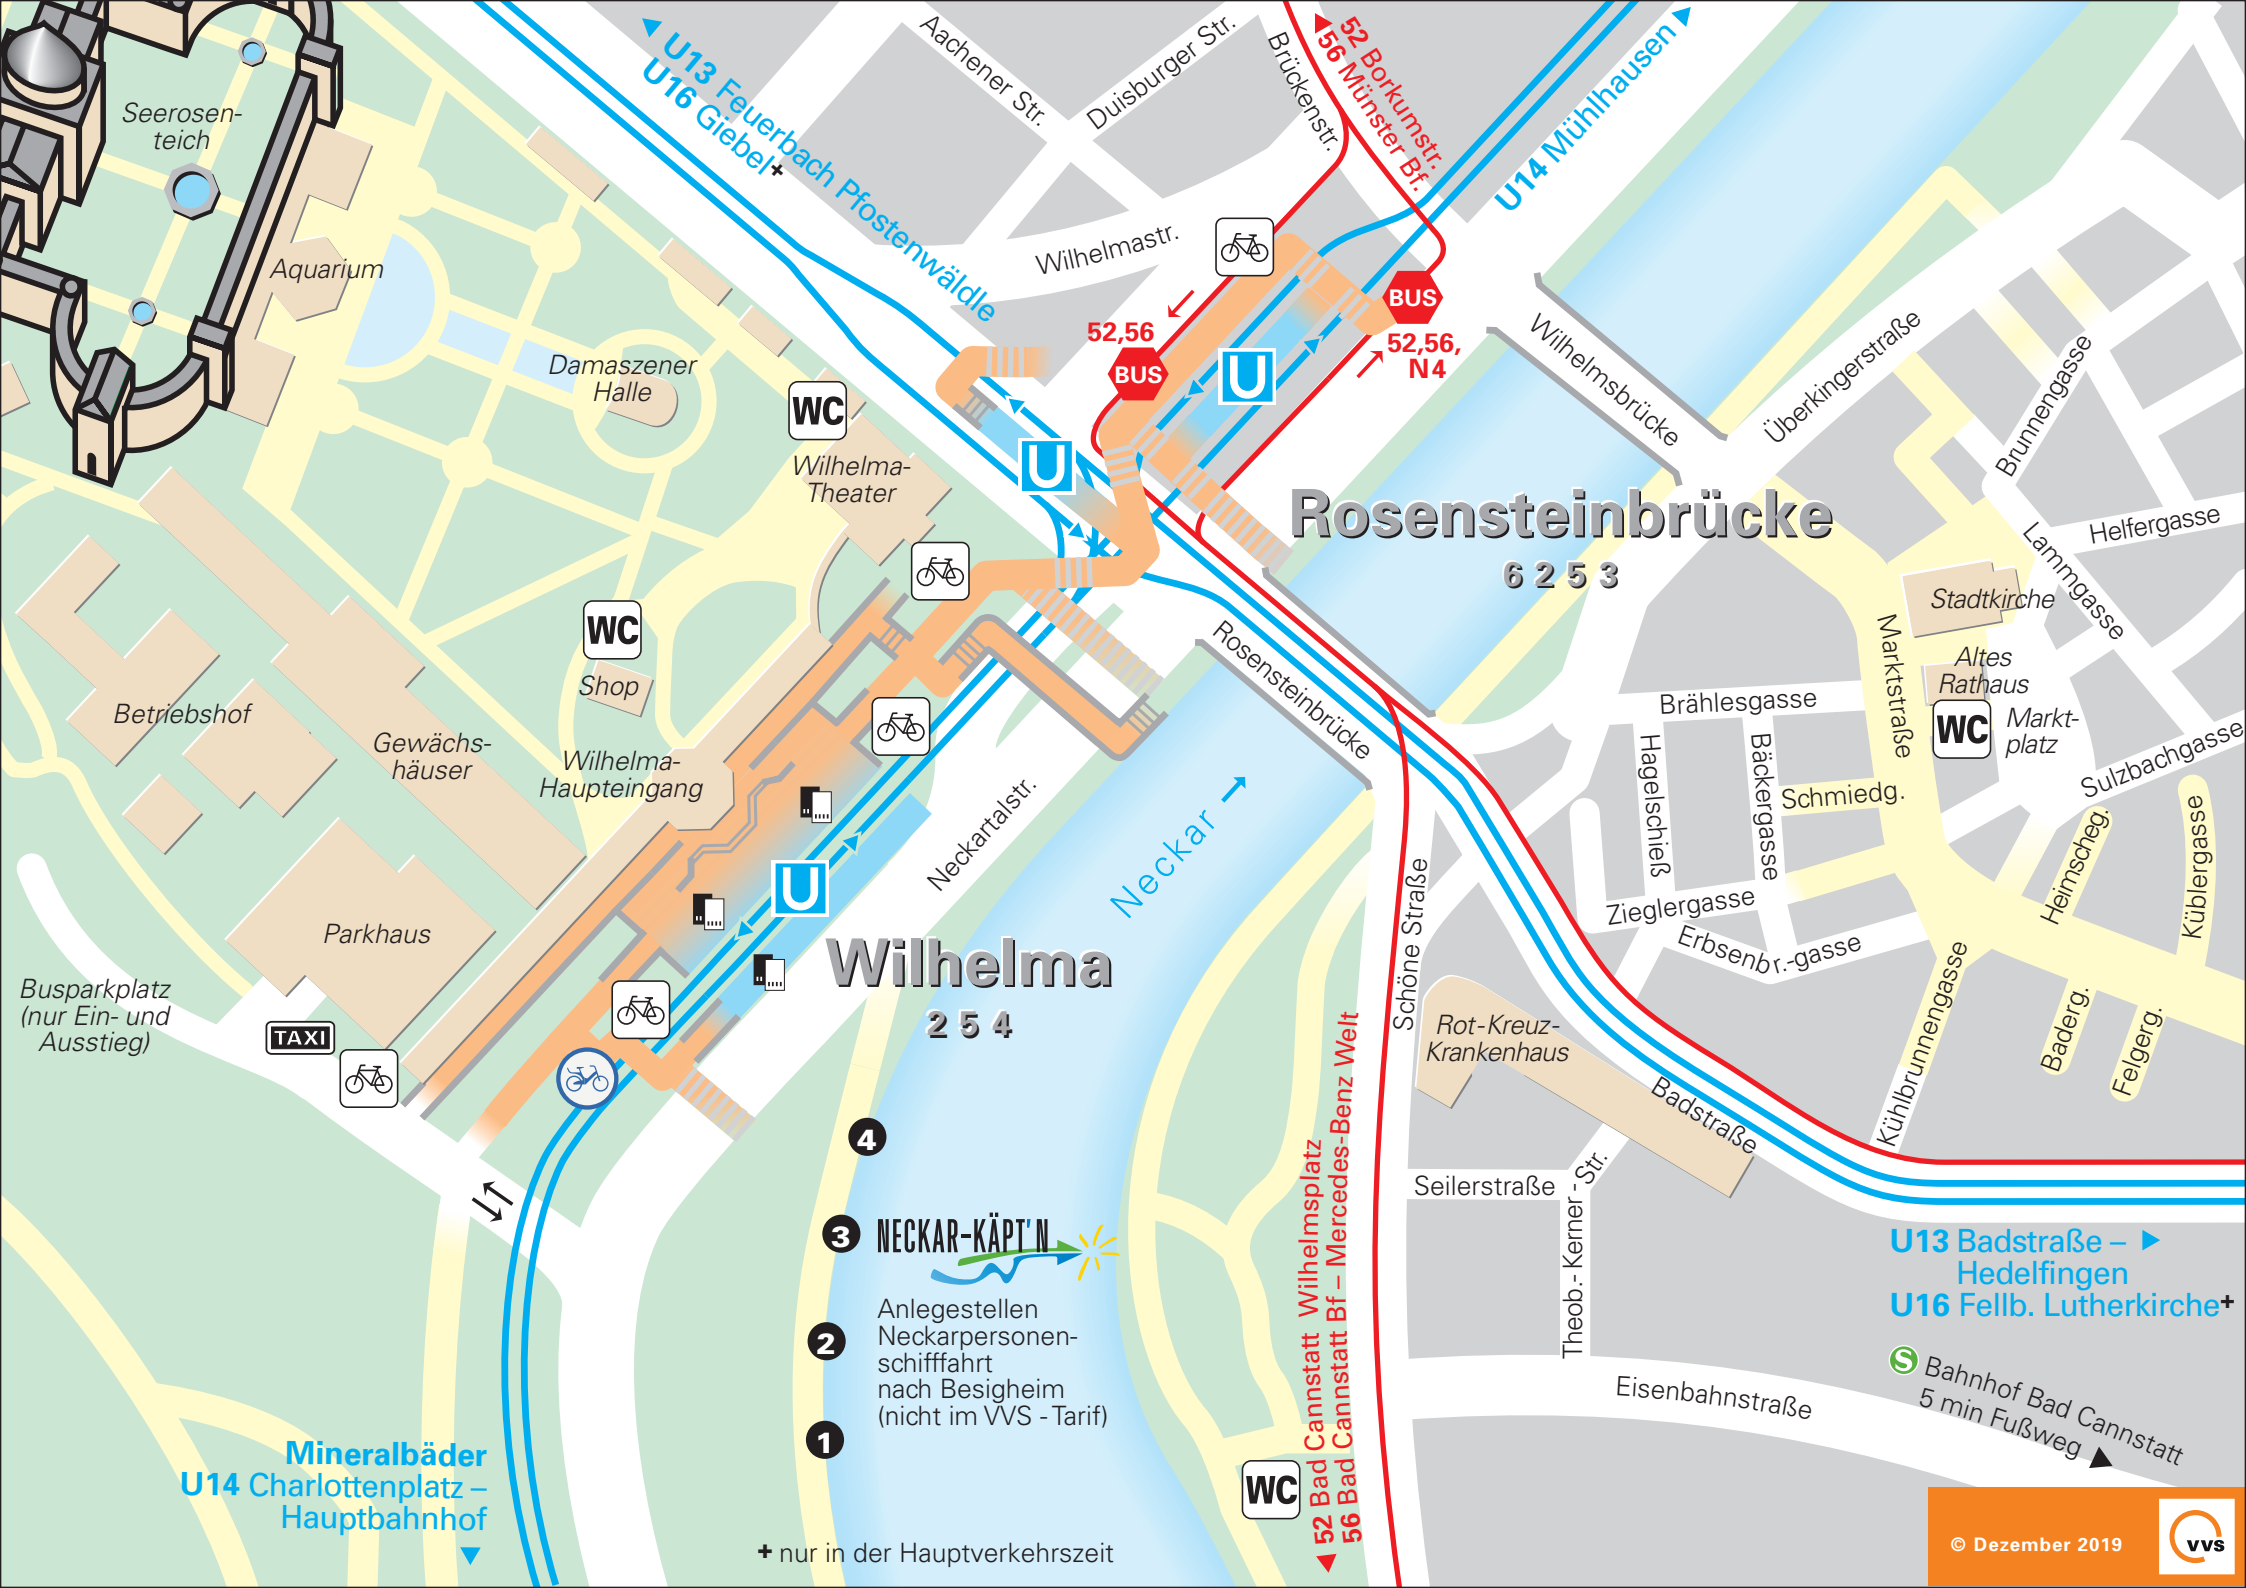 Seerosen-
teich
Aquarium
Damaszener
Halle
WC
Wilhelma-
Theater
WC
Shop
Betriebshof
Gewächs-
häuser
Wilhelma-
Haupteingang
Parkhaus
Busparkplatz
(nur Ein- und
Ausstieg)
TAXI
U13 Feuerbach Pfostenwäldle
U16 Giebel+
Aachener Str.
Duisburger Str.
Brückenstr.
52 Borkumstr.
56 Münster Bf.
U14 Mühlhausen
Wilhelmastr.
52,56
BUS
BUS
52,56,
N4
U
U
U
Rosensteinbrücke
6253
Wilhelmsbrücke
Überkingerstraße
Brunnengasse
Helfergasse
Lammgasse
Stadtkirche
Altes
Rathaus
WC
Markt-
platz
Marktstraße
Brählesgasse
Hagelschieß
Bäckergasse
Schmiedg.
Sulzbachgasse
Zieglergasse
Erbsenbr.-gasse
Heimscheg.
Küblergasse
Baderg.
Felgerg.
Kühlbrunnengasse
Rosensteinbrücke
Neckartalstr.
Neckar
Wilhelma
254
Schöne Straße
Rot-Kreuz-
Krankenhaus
Badstraße
Seilerstraße
Theob.- Kerner - Str.
Eisenbahnstraße
52 Bad Cannstatt Wilhelmsplatz
56 Bad Cannstatt Bf – Mercedes-Benz Welt
WC
4
3
2
1
NECKAR-KÄPT'N
Anlegestellen
Neckarpersonen-
schifffahrt
nach Besigheim
(nicht im VVS - Tarif)
Mineralbäder
U14 Charlottenplatz –
Hauptbahnhof
+ nur in der Hauptverkehrszeit
U13 Badstraße –
Hedelfingen
U16 Fellb. Lutherkirche+
S Bahnhof Bad Cannstatt
5 min Fußweg
© Dezember 2019
vvs